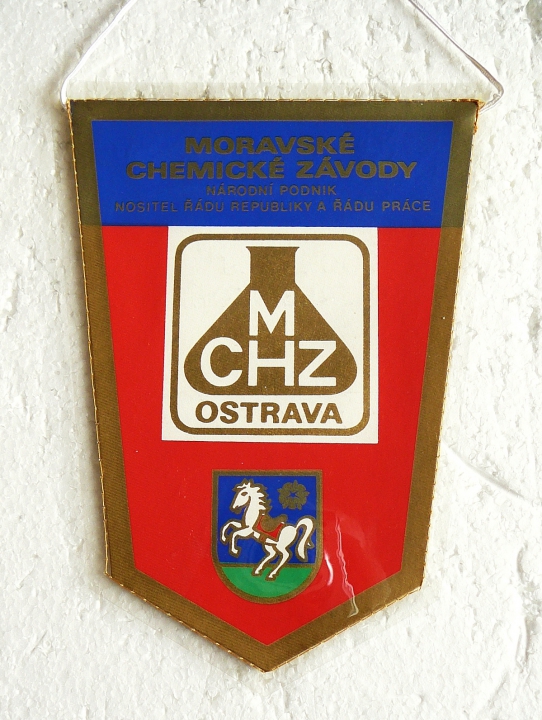 MORAVSKÉ
CHEMICKÉ ZÁVODY
NÁRODNÍ PODNIK
NOSITEL ŘÁDU REPUBLIKY A ŘÁDU PRÁCE
M
CHZ
OSTRAVA